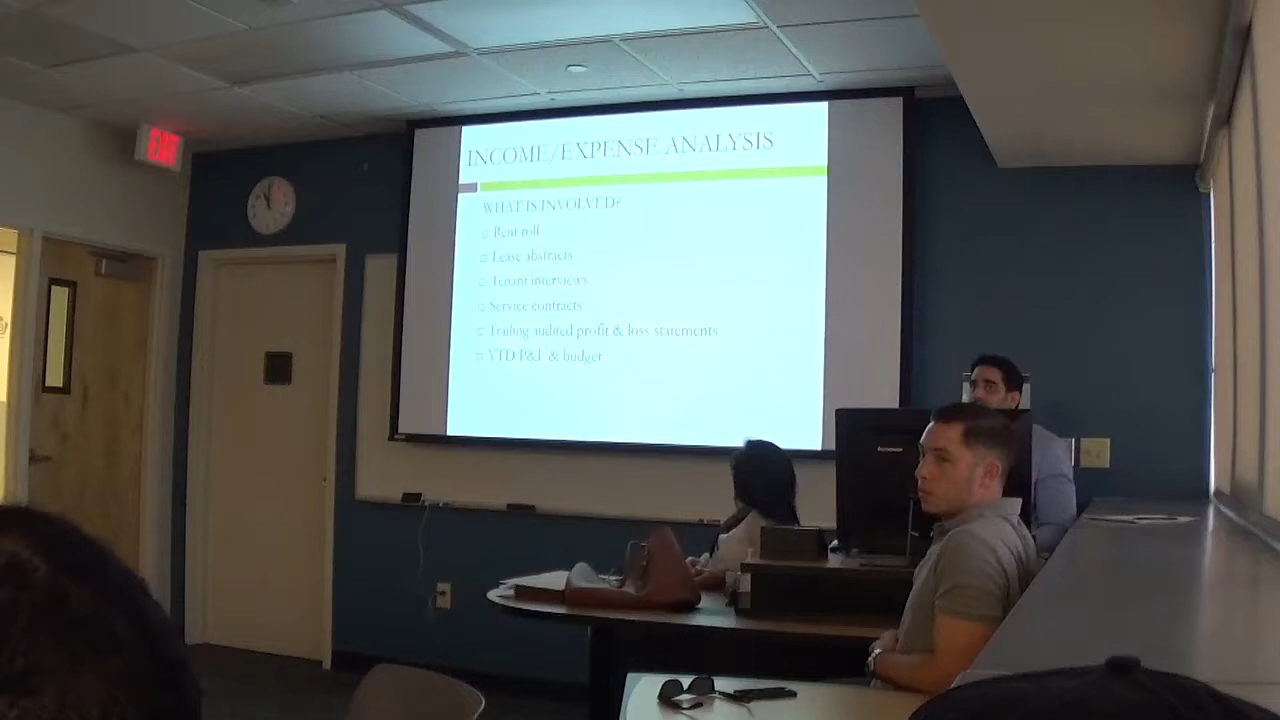 EXIT
INCOME/EXPENSE ANALYSIS
WHAT IS INVOLVED?
Rent roll
Lease abstracts
Tenant interviews
Service contracts
Trailing audited profit & loss statements
YTD P&L & budget
lenovo